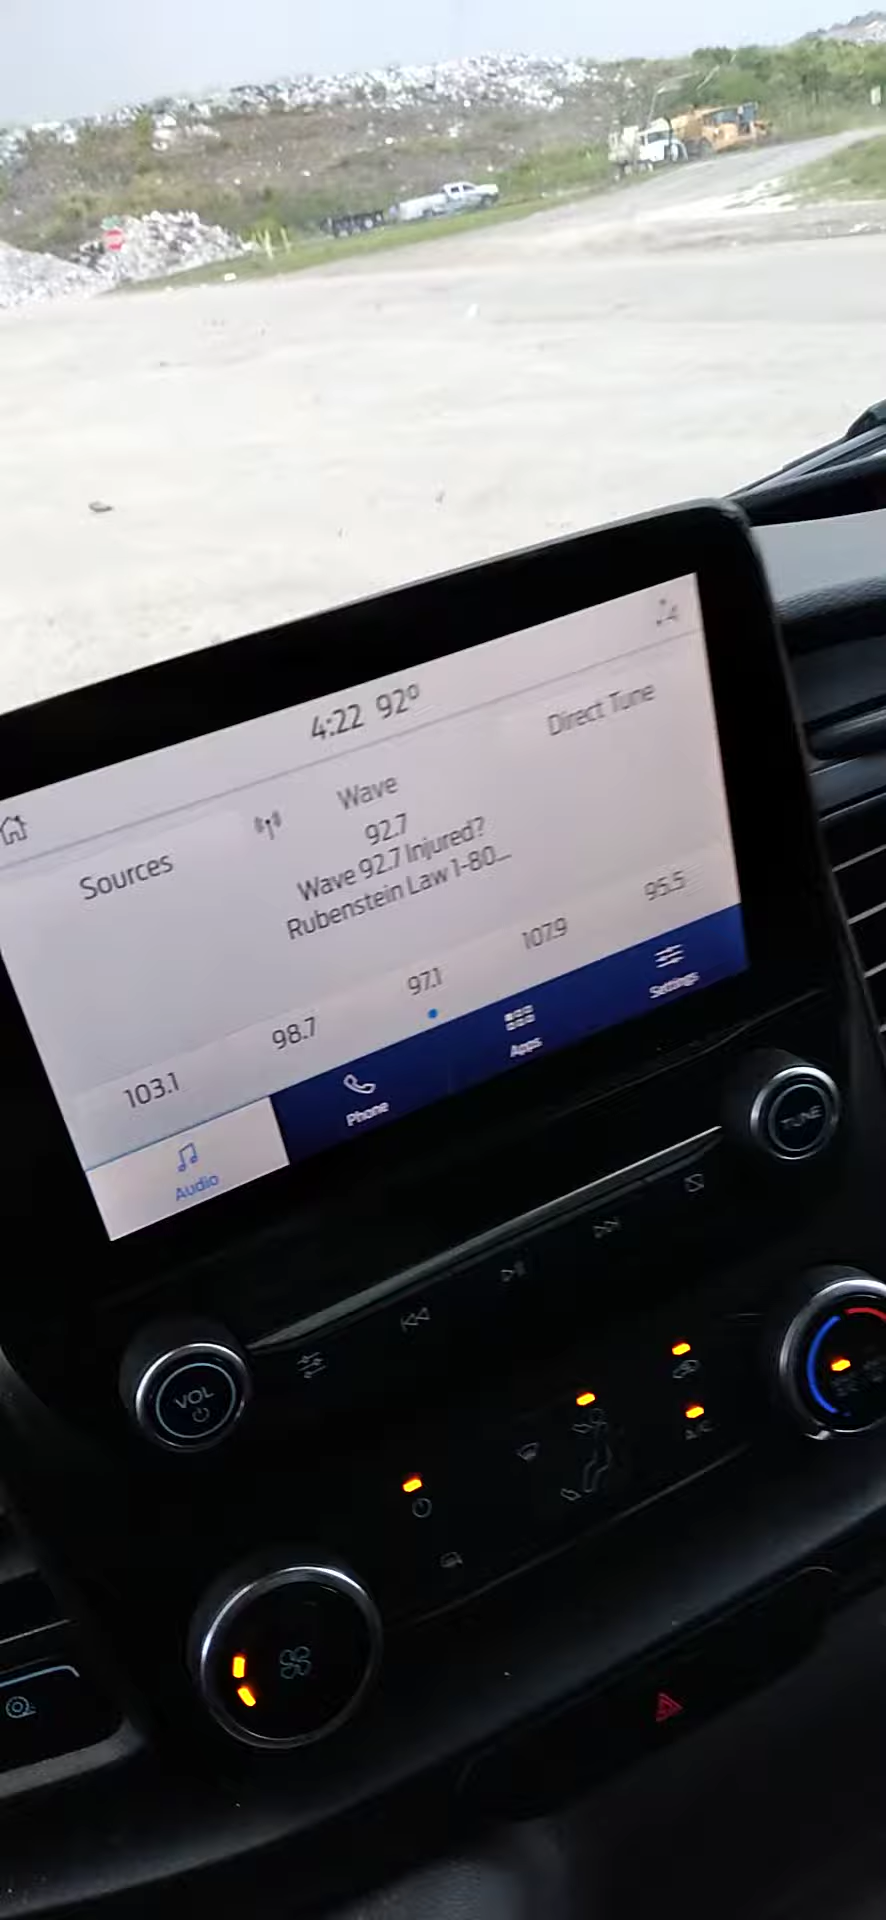 4:22 92°
Direct Tune
Wave
92.7
Sources
Wave 92.7 Injured?
Rubenstein Law 1-80...
103.1 98.7 97.1 107.9 95.5
Audio Phone Apps Settings
TUNE
VOL
A/C